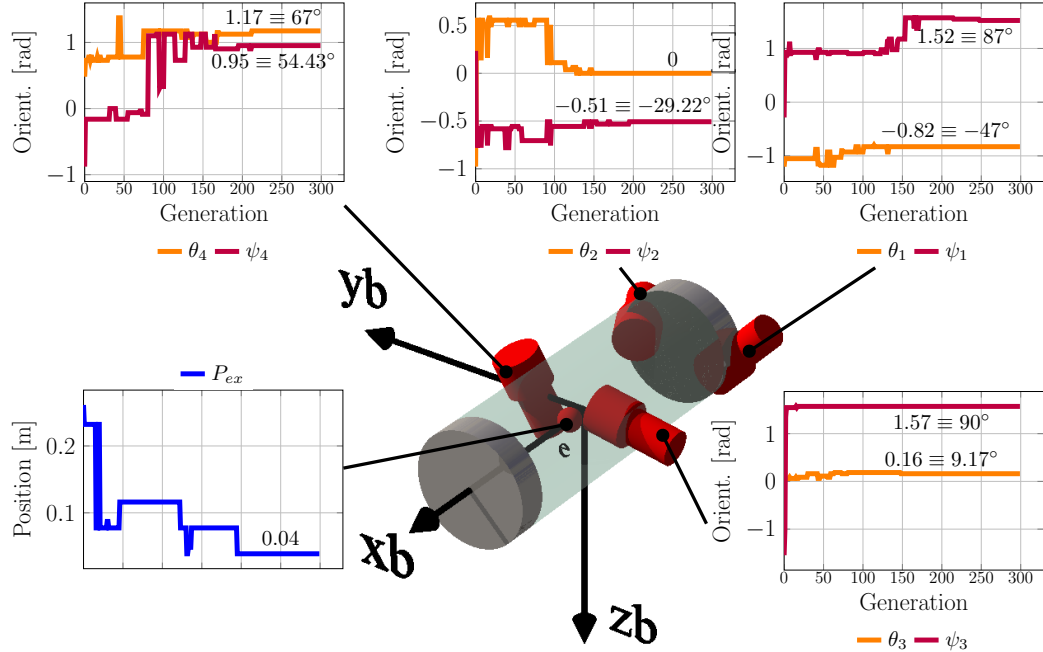 Orient. [rad]
1
0
−1
0
50
100
150
200
250
300
1.17 ≡ 67°
0.95 ≡ 54.43°
Generation
θ4 ψ4
Orient. [rad]
0.5
0
−0.5
−1
0
50
100
150
200
250
300
0
−0.51 ≡ −29.22°
Generation
θ2 ψ2
Orient. [rad]
1
0
−1
0
50
100
150
200
250
300
1.52 ≡ 87°
−0.82 ≡ −47°
Generation
θ1 ψ1
yb
e
xb
zb
Pex
Position [m]
0.2
0.1
0.04
Orient. [rad]
1
0
−1
0
50
100
150
200
250
300
1.57 ≡ 90°
0.16 ≡ 9.17°
Generation
θ3 ψ3